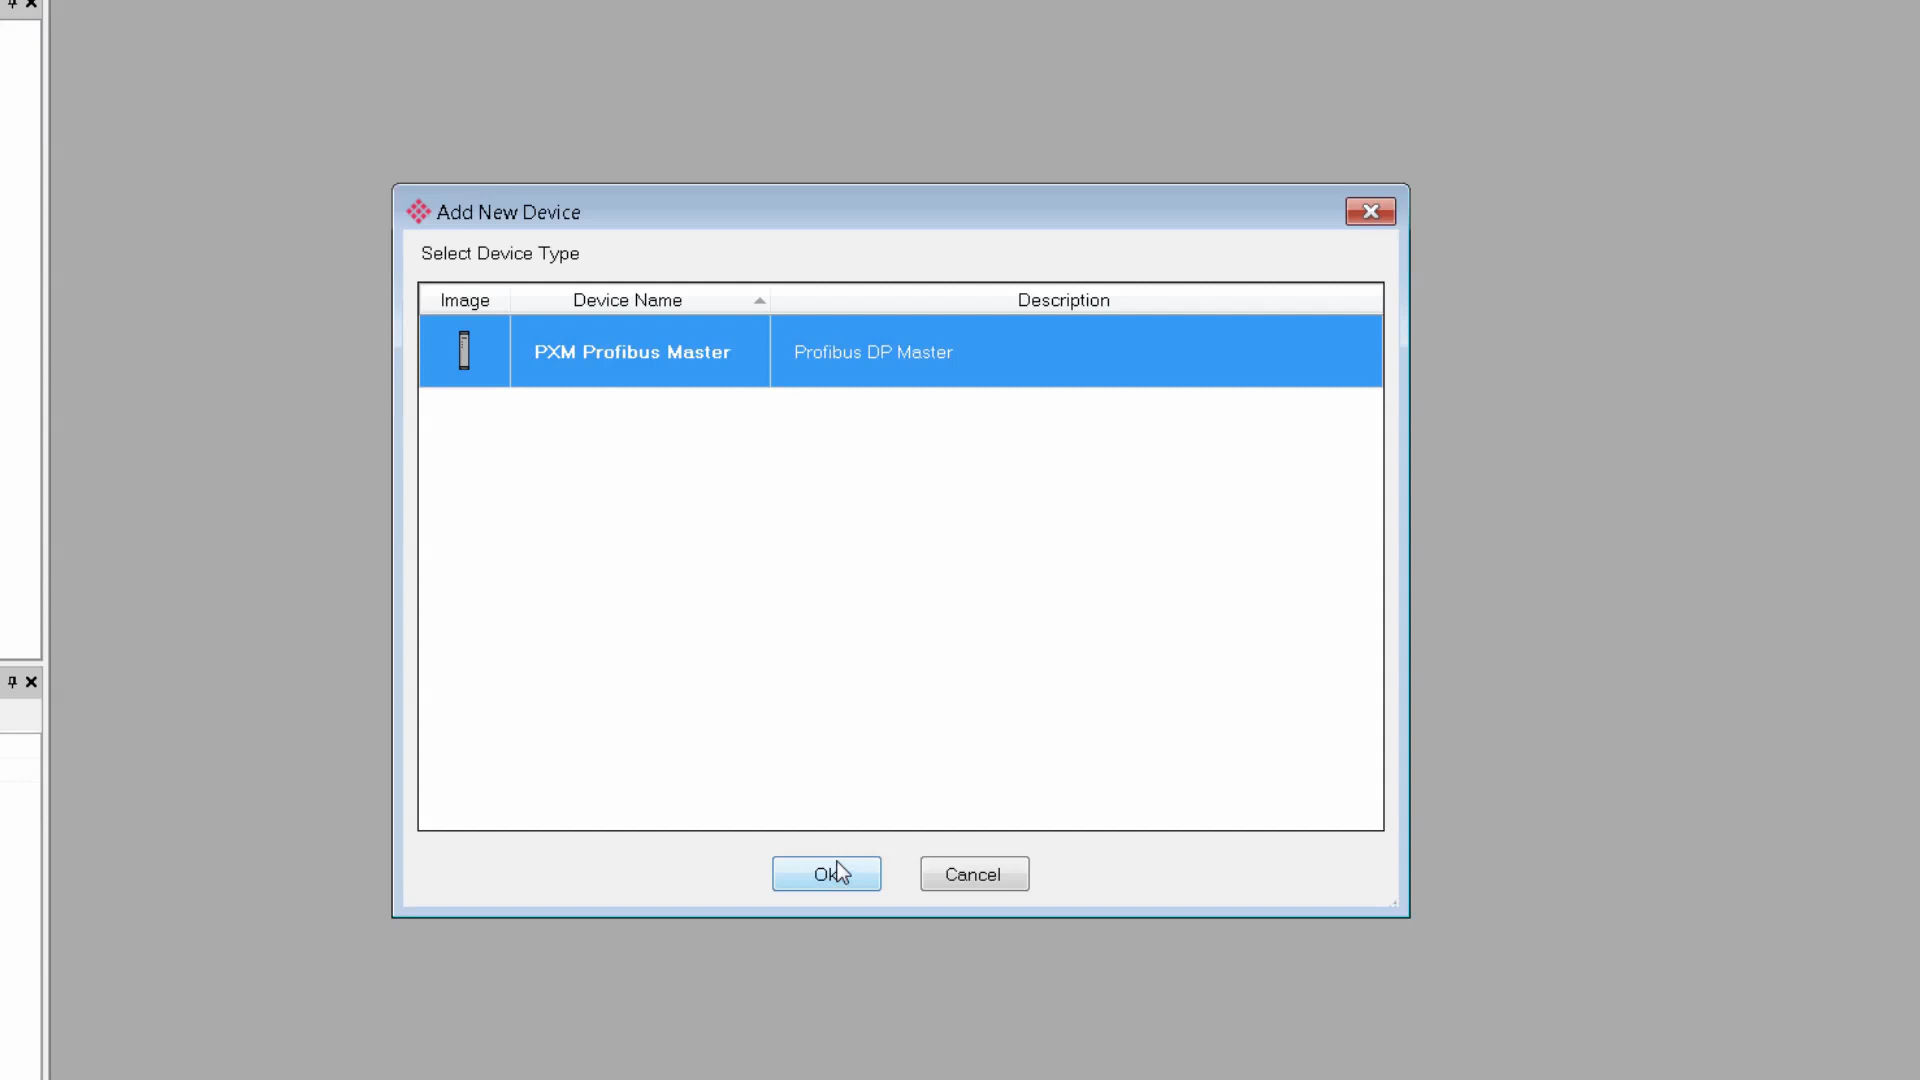 Add New Device
Select Device Type
Image Device Name Description
PXM Profibus Master Profibus DP Master
Ok Cancel